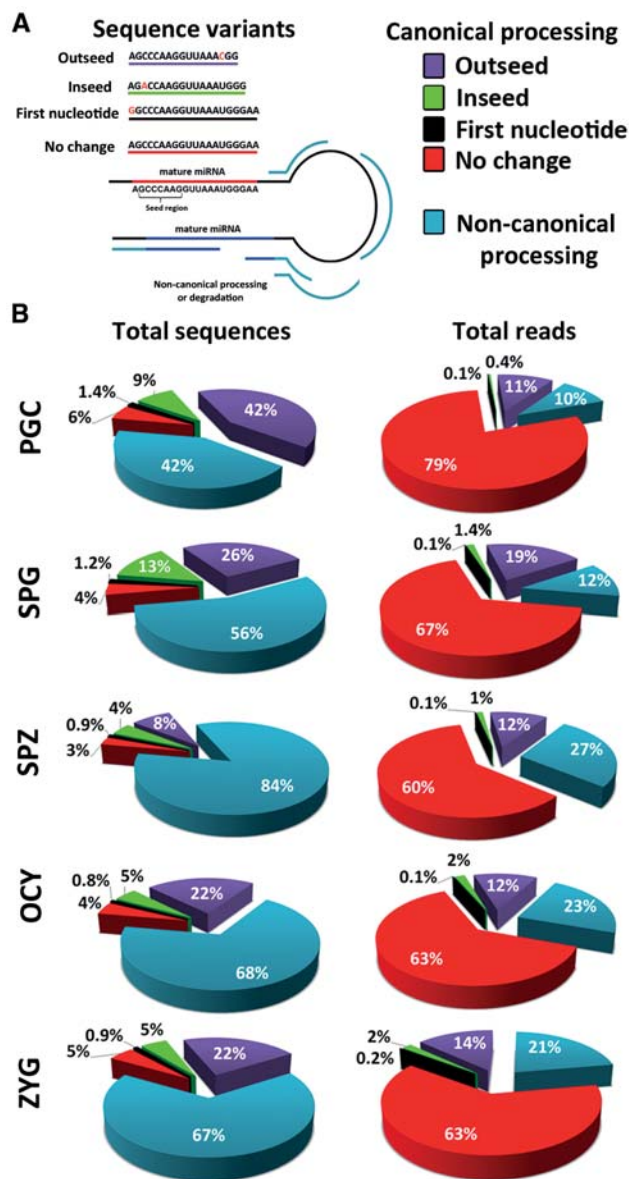 A
Sequence variants
Outseed AGCCCAAGGUUAAACGG
Inseed AGACCAAGGUUAAAUGGG
First nucleotide GGCCCAAGGUUAAAUGGGAA
No change AGCCCAAGGUUAAAUGGGAA
mature miRNA
AGCCCAAGGUUAAAUGGGAA
Seed region
mature miRNA
Non-canonical processing
or degradation
Canonical processing
Outseed
Inseed
First nucleotide
No change
Non-canonical
processing
B
Total sequences Total reads
PGC
9%
1.4%
6%
42%
42%
0.4%
0.1%
11%
10%
79%
SPG
1.2%
13%
26%
4%
56%
1.4%
0.1%
19%
12%
67%
SPZ
4%
0.9%
8%
3%
84%
1%
0.1%
12%
27%
60%
OCY
5%
0.8%
22%
4%
68%
2%
0.1%
12%
23%
63%
ZYG
5%
0.9%
22%
5%
67%
2%
0.2%
14%
21%
63%